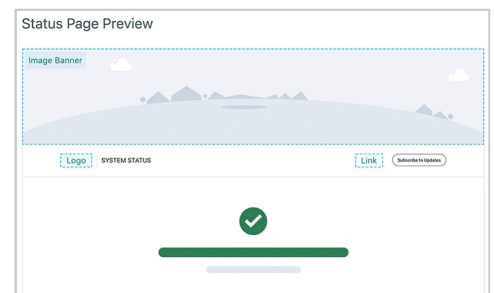 Status Page Preview
Image Banner
Logo SYSTEM STATUS Link Subscribe to Updates